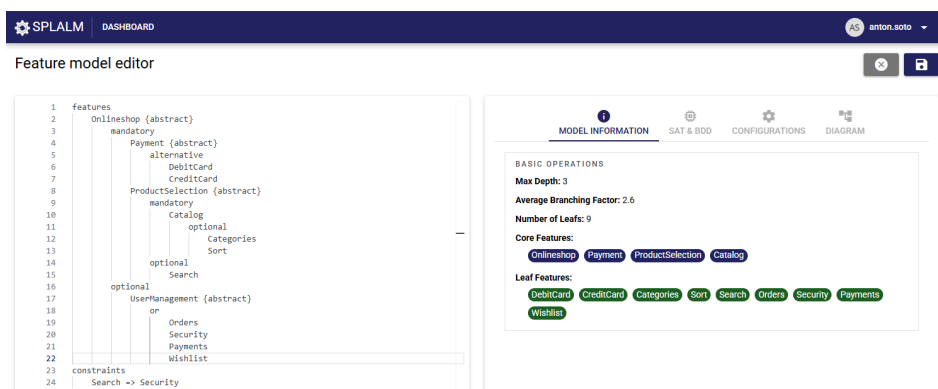 SPLALM DASHBOARD AS anton.soto
Feature model editor
1 features
2 Onlineshop {abstract}
3 mandatory
4 Payment {abstract}
5 alternative
6 DebitCard
7 CreditCard
8 ProductSelection {abstract}
9 mandatory
10 Catalog
11 optional
12 Categories
13 Sort
14 optional
15 Search
16 optional
17 UserManagement {abstract}
18 or
19 Orders
20 Security
21 Payments
22 Wishlist
23 constraints
24 Search => Security
MODEL INFORMATION SAT & BDD CONFIGURATIONS DIAGRAM
BASIC OPERATIONS
Max Depth: 3
Average Branching Factor: 2.6
Number of Leafs: 9
Core Features:
Onlineshop Payment ProductSelection Catalog
Leaf Features:
DebitCard CreditCard Categories Sort Search Orders Security Payments
Wishlist